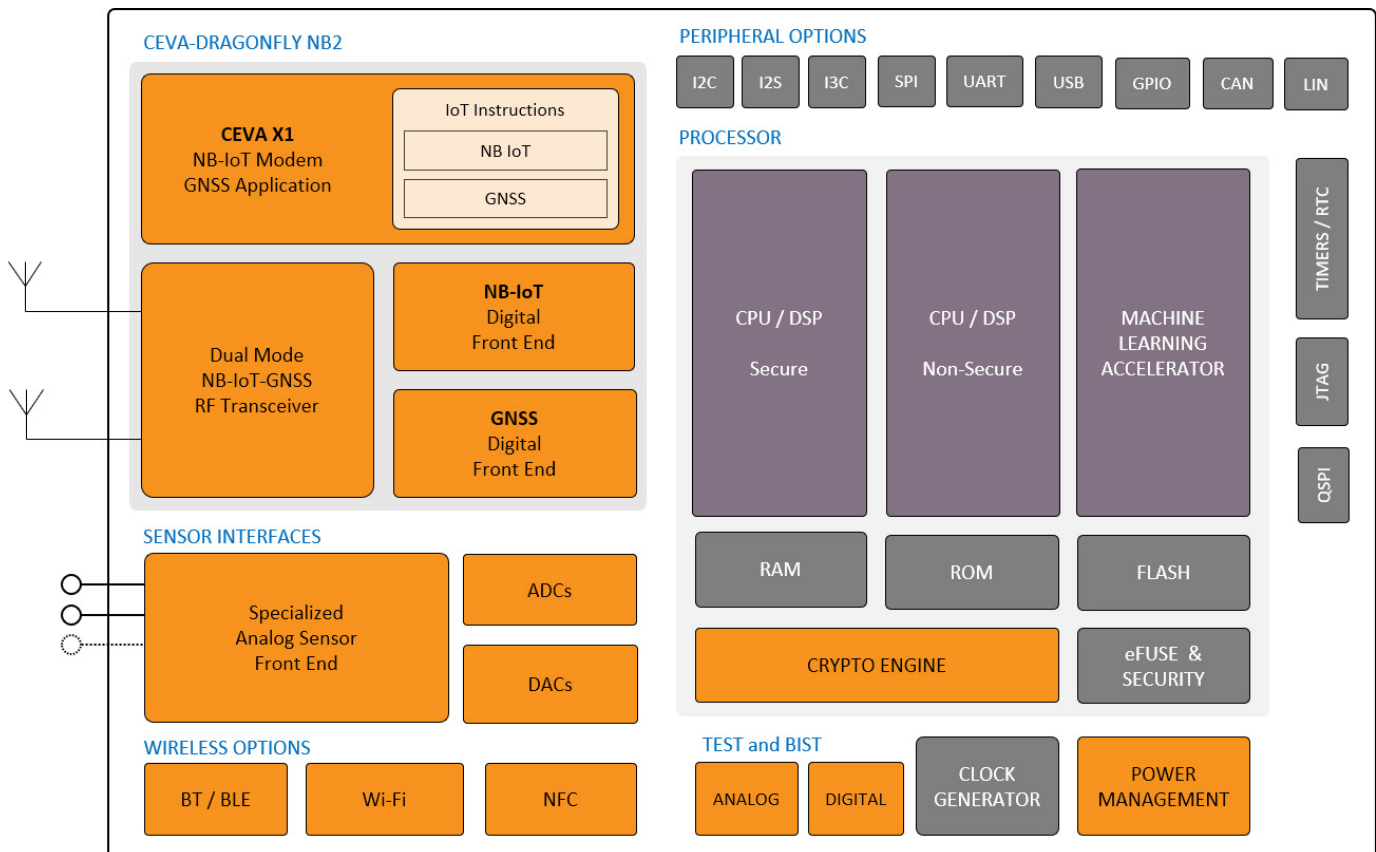 CEVA-DRAGONFLY NB2
CEVA X1
NB-IoT Modem
GNSS Application
IoT Instructions
NB IoT
GNSS
Dual Mode
NB-IoT-GNSS
RF Transceiver
NB-IoT
Digital
Front End
GNSS
Digital
Front End
SENSOR INTERFACES
Specialized
Analog Sensor
Front End
ADCs
DACs
WIRELESS OPTIONS
BT / BLE
Wi-Fi
NFC
PERIPHERAL OPTIONS
I2C
I2S
I3C
SPI
UART
USB
GPIO
CAN
LIN
PROCESSOR
CPU / DSP
Secure
CPU / DSP
Non-Secure
MACHINE
LEARNING
ACCELERATOR
TIMERS / RTC
JTAG
QSPI
RAM
ROM
FLASH
CRYPTO ENGINE
eFUSE &
SECURITY
TEST and BIST
ANALOG
DIGITAL
CLOCK
GENERATOR
POWER
MANAGEMENT